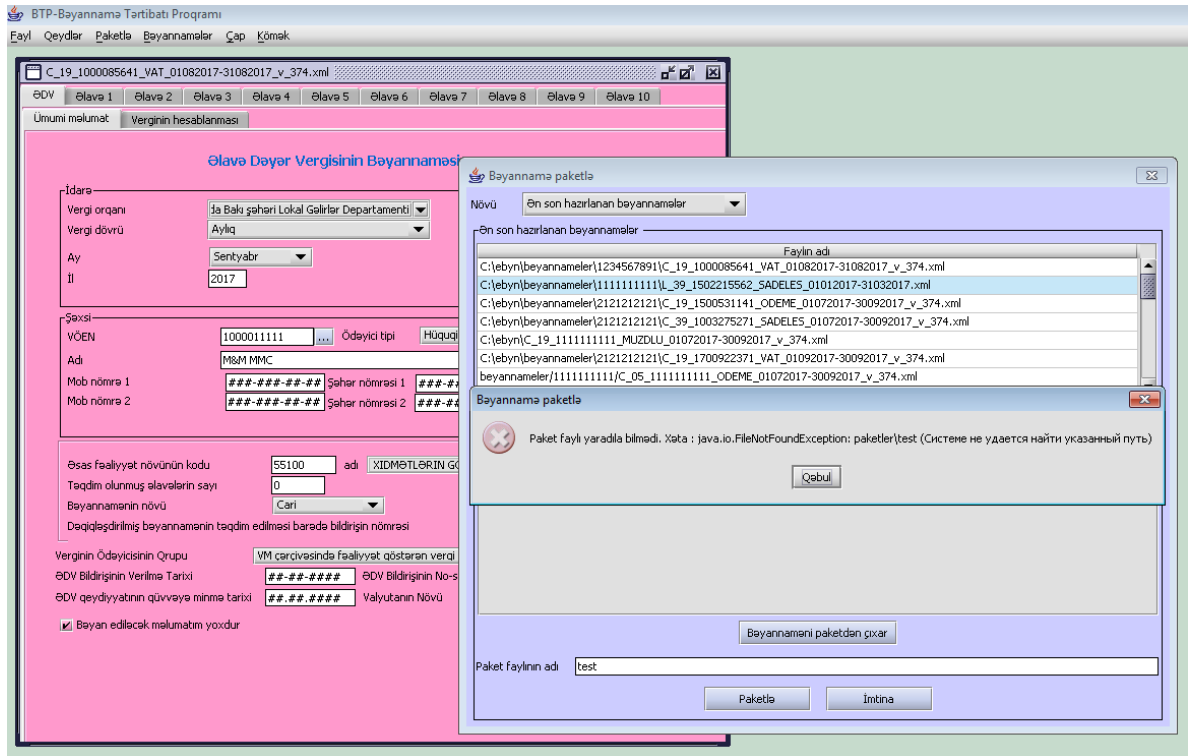 BTP-Bəyannamə Tərtibatı Proqramı
Fayl Qeydlər Paketlə Bəyannamələr Çap Kömək
C_19_1000085641_VAT_01082017-31082017_v_374.xml
ƏDV Əlavə 1 Əlavə 2 Əlavə 3 Əlavə 4 Əlavə 5 Əlavə 6 Əlavə 7 Əlavə 8 Əlavə 9 Əlavə 10
Ümumi məlumat Verginin hesablanması
Əlavə Dəyər Vergisinin Bəyannaməsi
İdarə
Vergi orqanı Bakı şəhəri Lokal Gəlirlər Departamenti
Vergi dövrü Aylıq
Ay Sentyabr
İl 2017
Şəxsi
VÖEN 1000011111 ... Ödəyici tipi
Adı M&M MMC
Mob nömrə 1 ###-###-##-## Şəhər nömrəsi 1
Mob nömrə 2 ###-###-##-## Şəhər nömrəsi 2
Əsas fəaliyyət növünün kodu 55100 adı XIDMƏTLƏRIN
Təqdim olunmuş əlavələrin sayı 0
Bəyannamənin növü Cari
Dəqiqləşdirilmiş bəyannamənin təqdim edilməsi barədə bildirişin nömrəsi
Verginin Ödəyicisinin Qrupu VM çərçivəsində fəaliyyət göstərən vergi
ƏDV Bildirişinin Verilmə Tarixi ##-##-#### ƏDV Bildirişinin No-s
ƏDV qeydiyyatının qüvvəyə minmə tarixi ##.##.#### Valyutanın Növü
Bəyan ediləcək məlumatım yoxdur
Bəyannamə paketlə
Növü Ən son hazırlanan bəyannamələr
Ən son hazırlanan bəyannamələr
Faylın adı
C:\ebyn\beyannameler\1234567891\C_19_1000085641_VAT_01082017-31082017_v_374.xml
C:\ebyn\beyannameler\1111111111\L_39_1502215562_SADELES_01012017-31032017.xml
C:\ebyn\beyannameler\2121212121\C_19_1500531141_ODEME_01072017-30092017_v_374.xml
C:\ebyn\beyannameler\2121212121\C_39_1003275271_SADELES_01072017-30092017_v_374.xml
C:\ebyn\C_19_1111111111_MUZDLU_01072017-30092017_v_374.xml
C:\ebyn\beyannameler\2121212121\C_19_1700922371_VAT_01092017-30092017_v_374.xml
beyannameler/1111111111/C_05_1111111111_ODEME_01072017-30092017_v_374.xml
Bəyannamə paketlə
Paket faylı yaradıla bilmədi. Xəta : java.io.FileNotFoundException: paketler\test (Системе не удается найти указанный путь)
Qəbul
Bəyannaməni paketdən çıxar
Paket faylının adı test
Paketlə İmtina